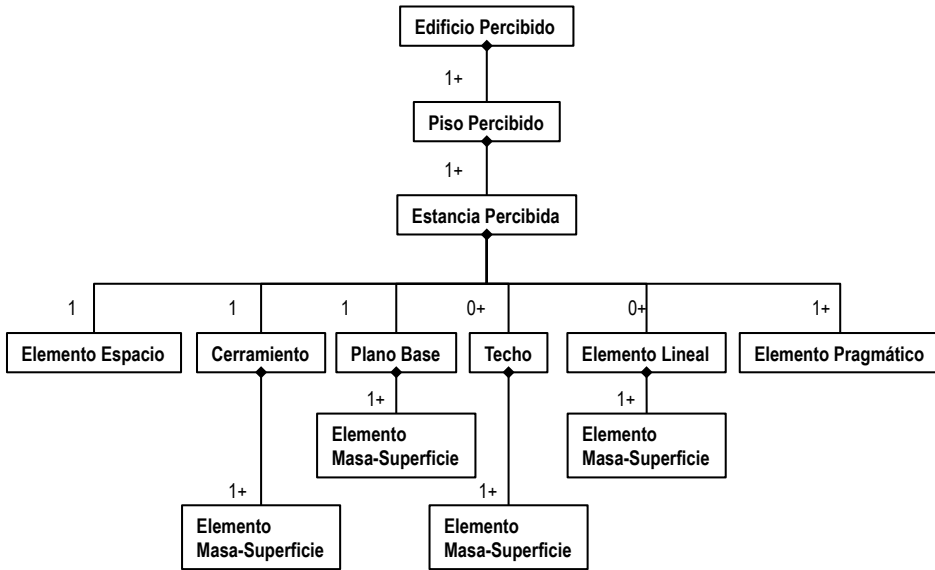 Edificio Percibido
1+
Piso Percibido
1+
Estancia Percibida
1 1 1 0+ 0+ 1+
Elemento Espacio Cerramiento Plano Base Techo Elemento Lineal Elemento Pragmático
1+ 1+
Elemento Elemento
Masa-Superficie Masa-Superficie
1+ 1+
Elemento Elemento
Masa-Superficie Masa-Superficie